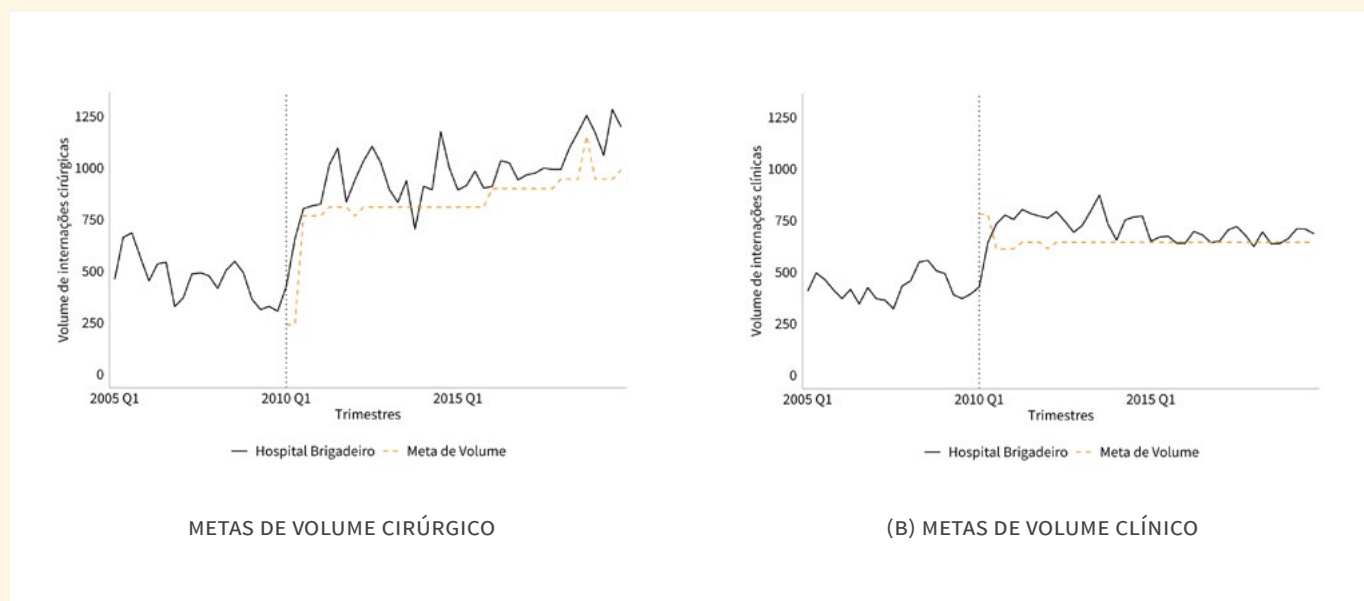 Volume de internações cirúrgicas
1250
1000
750
500
250
0
2005 Q1 2010 Q1 2015 Q1
Trimestres
Hospital Brigadeiro Meta de Volume
METAS DE VOLUME CIRÚRGICO
Volume de internações clínicas
1250
1000
750
500
250
0
2005 Q1 2010 Q1 2015 Q1
Trimestres
Hospital Brigadeiro Meta de Volume
(B) METAS DE VOLUME CLÍNICO